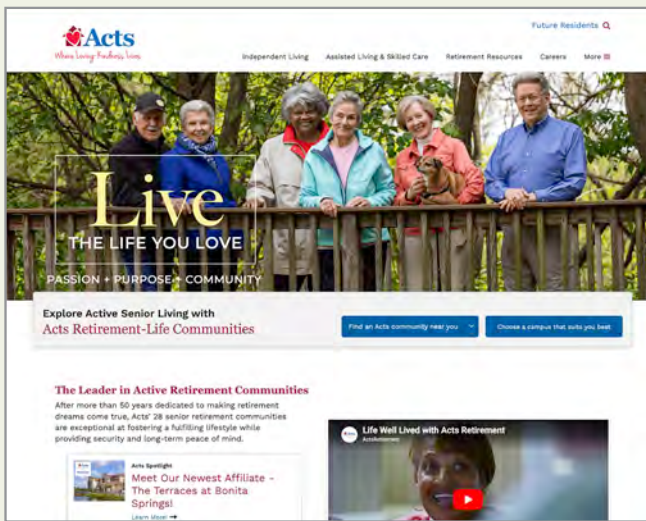 Future Residents
Acts
Where Loving-Kindness Lives
Independent Living Assisted Living & Skilled Care Retirement Resources Careers More
Live
THE LIFE YOU LOVE
PASSION + PURPOSE + COMMUNITY
Explore Active Senior Living with
Acts Retirement-Life Communities
Find an Acts community near you
Choose a campus that suits you best
The Leader in Active Retirement Communities
After more than 50 years dedicated to making retirement
dreams come true, Acts' 28 senior retirement communities
are exceptional at fostering a fulfilling lifestyle while
providing security and long-term peace of mind.
Acts Spotlight
Meet Our Newest Affiliate -
The Terraces at Bonita
Springs!
Learn More!
Life Well Lived with Acts Retirement
ActsRetirement